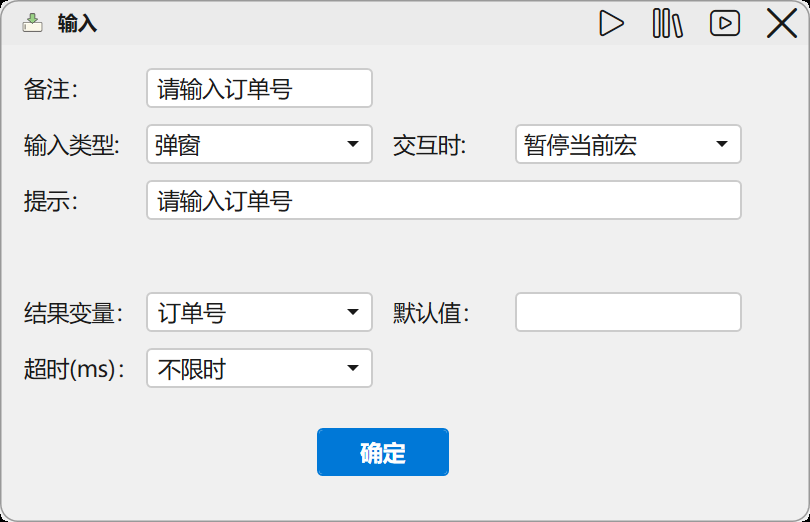 输入
备注： 请输入订单号
输入类型: 弹窗 交互时: 暂停当前宏
提示： 请输入订单号
结果变量： 订单号 默认值：
超时(ms)： 不限时
确定